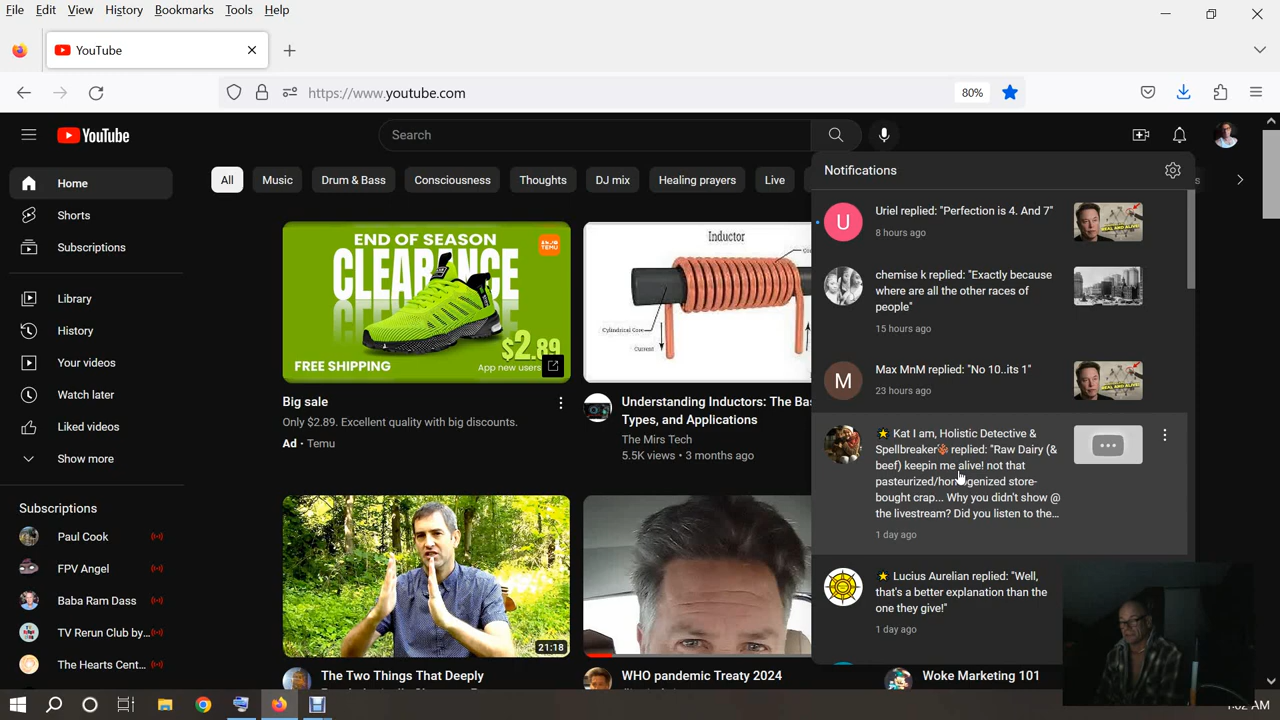 File Edit View History Bookmarks Tools Help
YouTube
https://www.youtube.com
80%
YouTube
Search
All
Music
Drum & Bass
Consciousness
Thoughts
DJ mix
Healing prayers
Live
Home
Shorts
Subscriptions
Library
History
Your videos
Watch later
Liked videos
Show more
Subscriptions
Paul Cook
FPV Angel
Baba Ram Dass
TV Rerun Club by...
The Hearts Cent...
END OF SEASON
CLEARANCE
TEMU
$2.89
FREE SHIPPING
App new users
Big sale
Only $2.89. Excellent quality with big discounts.
Ad · Temu
Inductor
Cylindrical Core
Current
Current
Understanding Inductors: The Ba
Types, and Applications
The Mirs Tech
5.5K views • 3 months ago
21:18
The Two Things That Deeply
WHO pandemic Treaty 2024
Woke Marketing 101
Notifications
U
Uriel replied: "Perfection is 4. And 7"
8 hours ago
REAL AND ALIVE!
chemise k replied: "Exactly because
where are all the other races of
people"
15 hours ago
M
Max MnM replied: "No 10..its 1"
23 hours ago
REAL AND ALIVE!
⭐ Kat I am, Holistic Detective &
Spellbreaker replied: "Raw Dairy (&
beef) keepin me alive! not that
pasteurized/homogenized store-
bought crap... Why you didn't show @
the livestream? Did you listen to the...
1 day ago
⭐ Lucius Aurelian replied: "Well,
that's a better explanation than the
one they give!"
1 day ago
1:02 AM